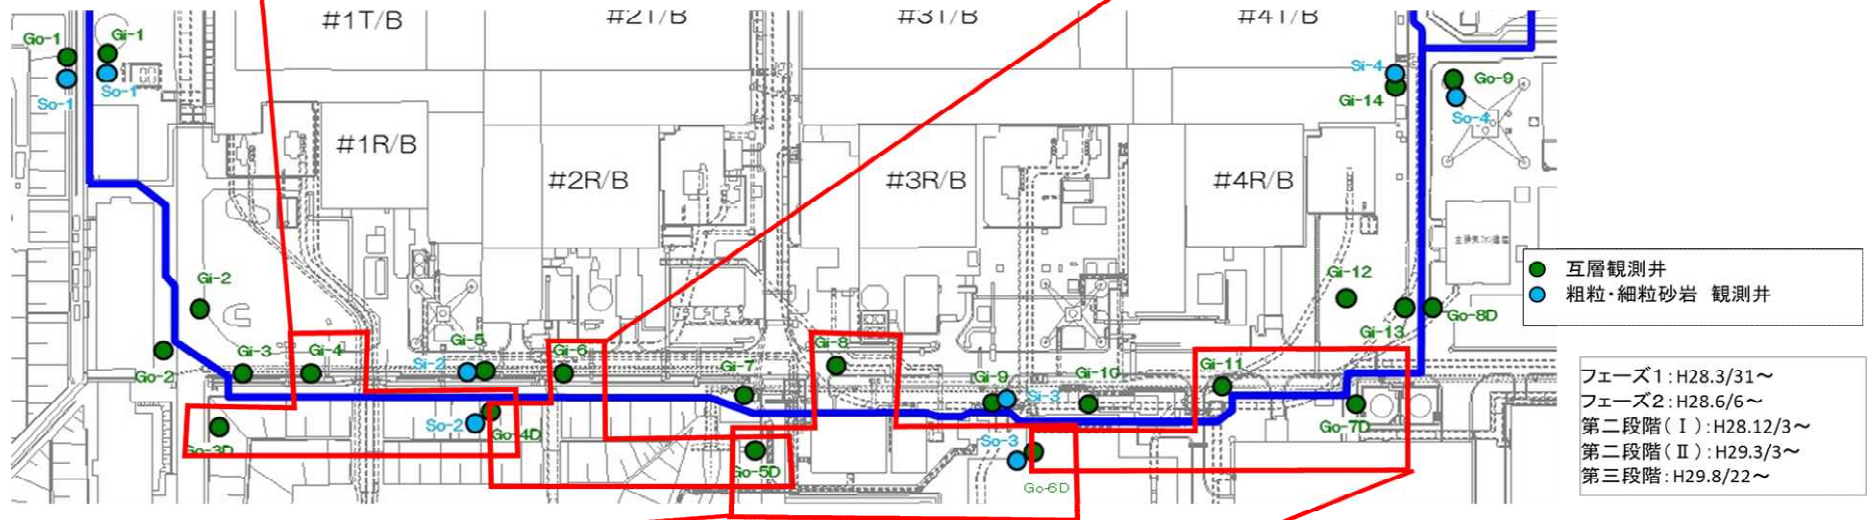 #1T/B
#2T/B
#3T/B
#4T/B
Go-1
Gi-1
So-1
So-1
Si-4
Gi-14
Go-9
So-4
#1R/B
#2R/B
#3R/B
#4R/B
Gi-2
Gi-12
Gi-13
Go-8D
Go-2
Gi-3
Gi-4
Si-2
Gi-5
Gi-6
Gi-7
Gi-8
Gi-9
Si-3
Gi-10
Gi-11
Go-3D
So-2
Go-4D
Go-5D
So-3
Go-6D
Go-7D
互層観測井
粗粒・細粒砂岩 観測井
フェーズ1:H28.3/31~
フェーズ2:H28.6/6~
第二段階(Ⅰ):H28.12/3~
第二段階(Ⅱ):H29.3/3~
第三段階:H29.8/22~